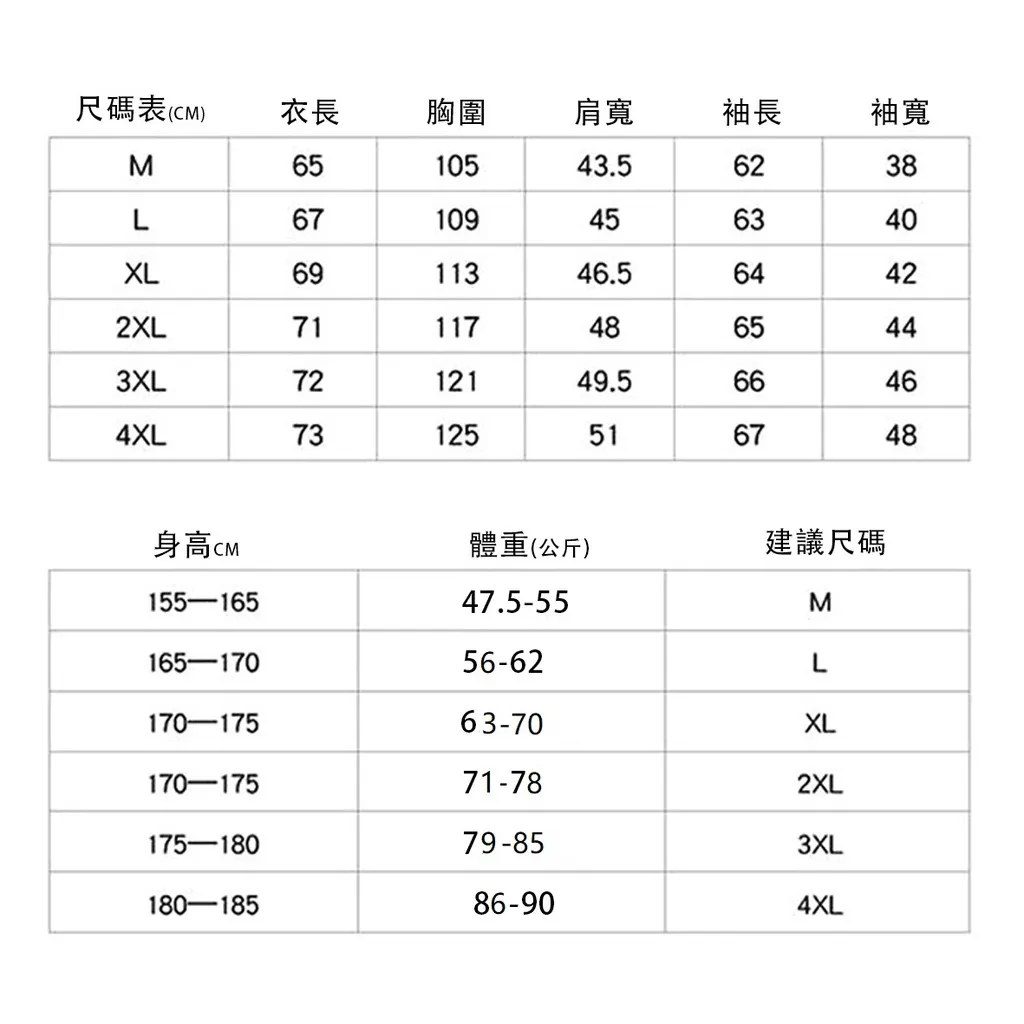 尺碼表(CM) 衣長 胸圍 肩寬 袖長 袖寬
M 65 105 43.5 62 38
L 67 109 45 63 40
XL 69 113 46.5 64 42
2XL 71 117 48 65 44
3XL 72 121 49.5 66 46
4XL 73 125 51 67 48
身高CM 體重(公斤) 建議尺碼
155—165 47.5-55 M
165—170 56-62 L
170—175 63-70 XL
170—175 71-78 2XL
175—180 79-85 3XL
180—185 86-90 4XL